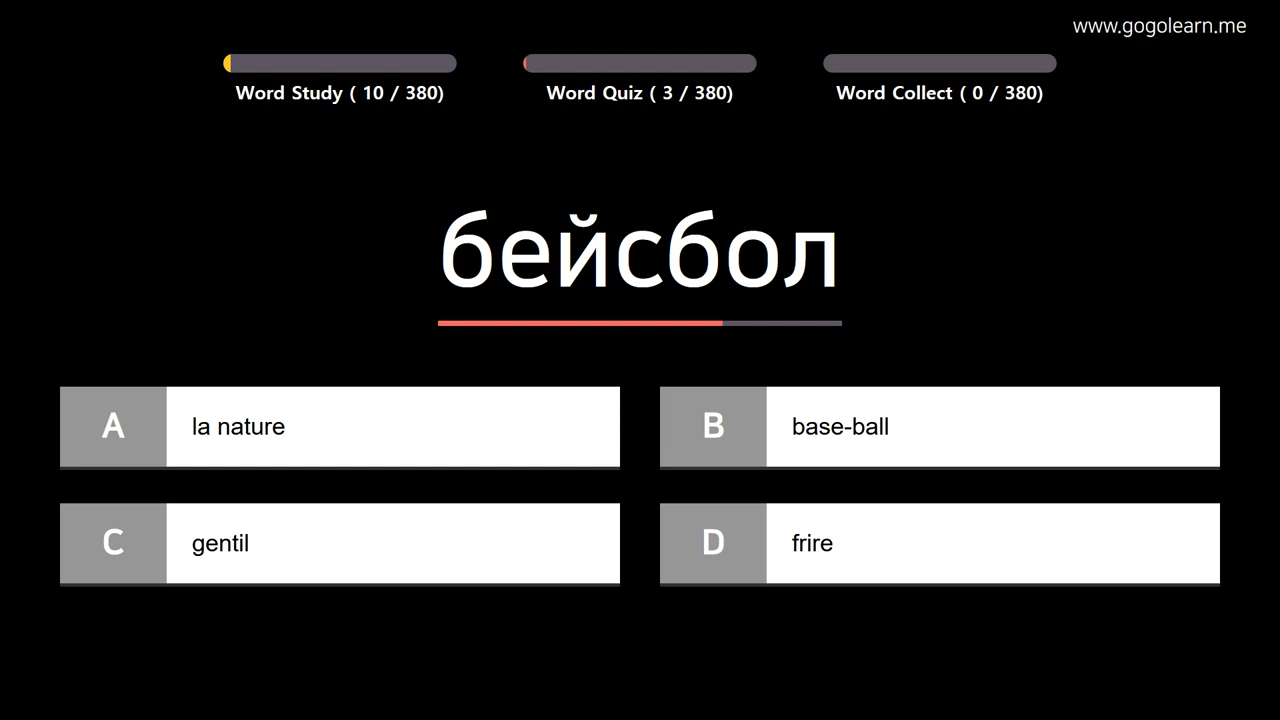 www.gogolearn.me
Word Study ( 10 / 380)
Word Quiz ( 3 / 380)
Word Collect ( 0 / 380)
бейсбол
A la nature
B base-ball
C gentil
D frire